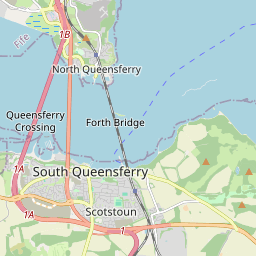 Fife
1B
North Queensferry
Queensferry
Crossing
Forth Bridge
1A
South Queensferry
1A
Scotstoun
1